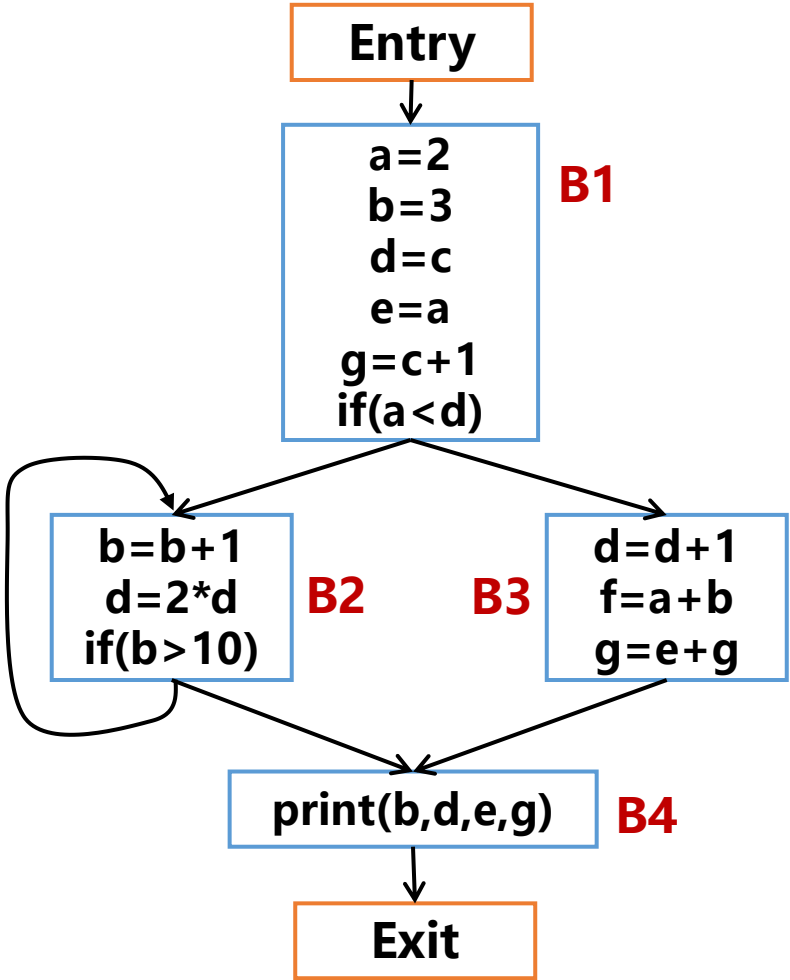 Entry
a=2
b=3
d=c
e=a
g=c+1
if(a<d)
B1
b=b+1
d=2*d
if(b>10)
B2
B3
d=d+1
f=a+b
g=e+g
print(b,d,e,g)
B4
Exit